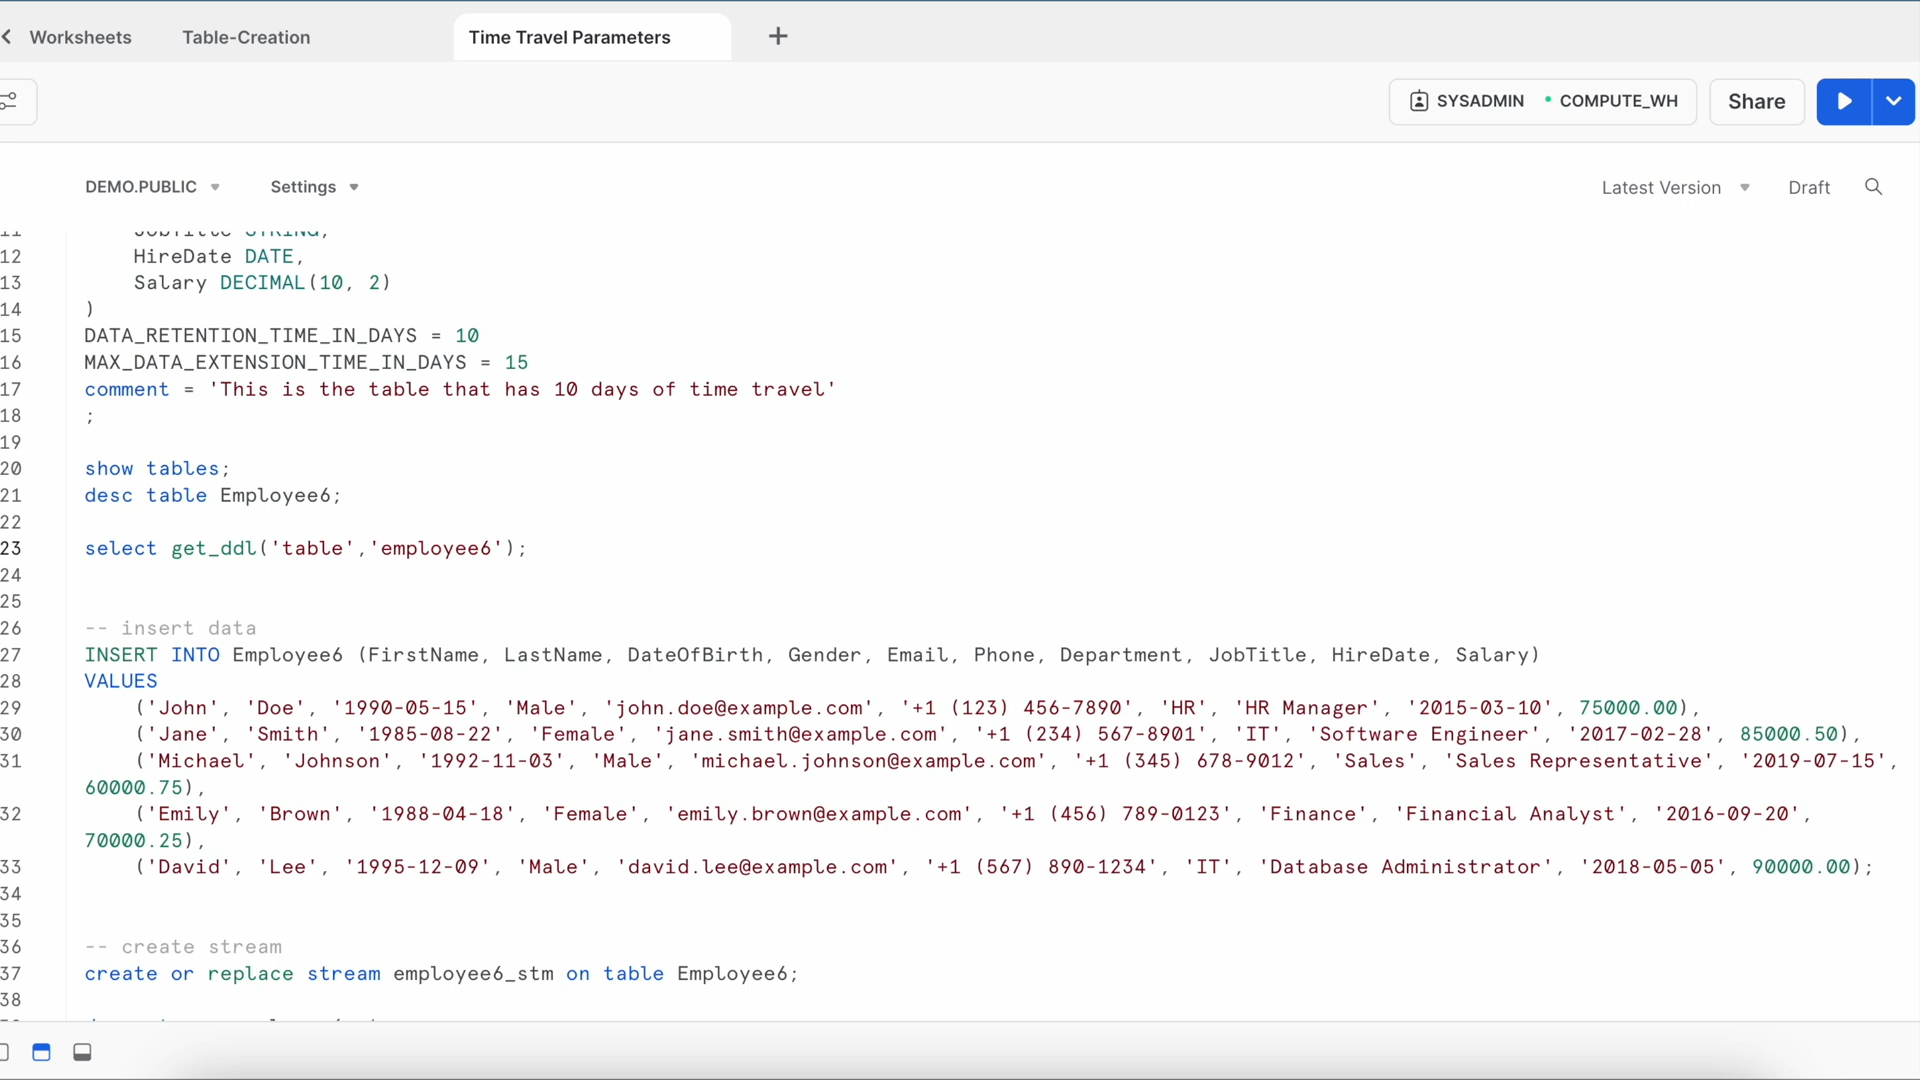 Worksheets
Table-Creation
Time Travel Parameters
SYSADMIN
COMPUTE_WH
Share
DEMO.PUBLIC
Settings
Latest Version
Draft
11 JobTitle STRING,
12 HireDate DATE,
13 Salary DECIMAL(10, 2)
14 )
15 DATA_RETENTION_TIME_IN_DAYS = 10
16 MAX_DATA_EXTENSION_TIME_IN_DAYS = 15
17 comment = 'This is the table that has 10 days of time travel'
18 ;
19
20 show tables;
21 desc table Employee6;
22
23 select get_ddl('table','employee6');
24
25
26 -- insert data
27 INSERT INTO Employee6 (FirstName, LastName, DateOfBirth, Gender, Email, Phone, Department, JobTitle, HireDate, Salary)
28 VALUES
29 ('John', 'Doe', '1990-05-15', 'Male', 'john.doe@example.com', '+1 (123) 456-7890', 'HR', 'HR Manager', '2015-03-10', 75000.00),
30 ('Jane', 'Smith', '1985-08-22', 'Female', 'jane.smith@example.com', '+1 (234) 567-8901', 'IT', 'Software Engineer', '2017-02-28', 85000.50),
31 ('Michael', 'Johnson', '1992-11-03', 'Male', 'michael.johnson@example.com', '+1 (345) 678-9012', 'Sales', 'Sales Representative', '2019-07-15',
60000.75),
32 ('Emily', 'Brown', '1988-04-18', 'Female', 'emily.brown@example.com', '+1 (456) 789-0123', 'Finance', 'Financial Analyst', '2016-09-20',
70000.25),
33 ('David', 'Lee', '1995-12-09', 'Male', 'david.lee@example.com', '+1 (567) 890-1234', 'IT', 'Database Administrator', '2018-05-05', 90000.00);
34
35
36 -- create stream
37 create or replace stream employee6_stm on table Employee6;
38